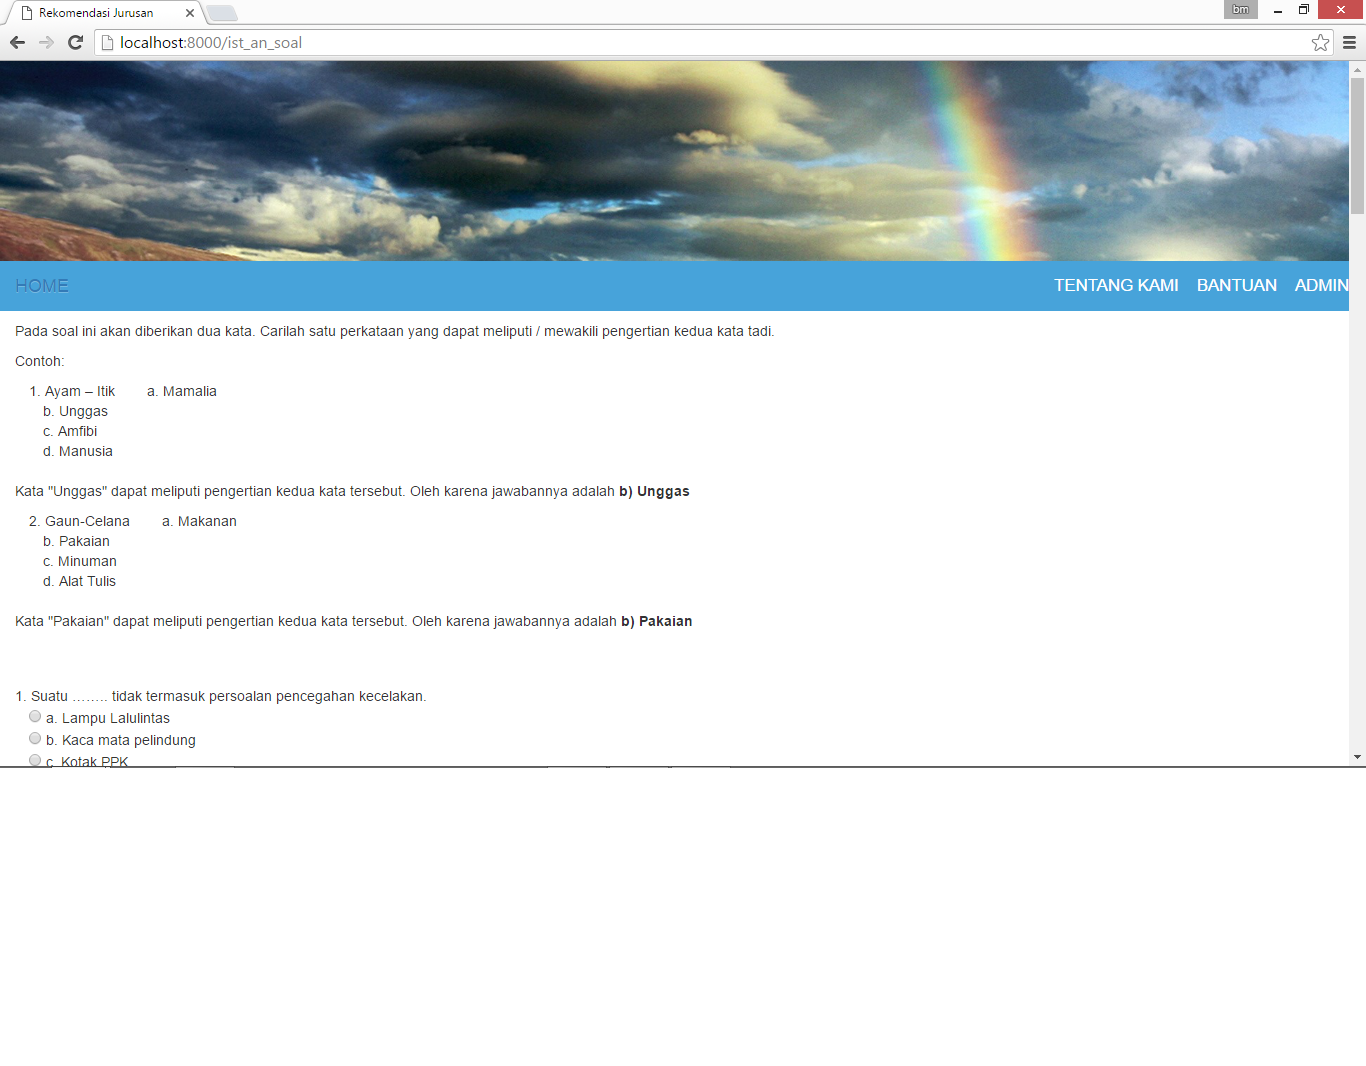 Rekomendasi Jurusan
bm
localhost:8000/ist_an_soal
HOME TENTANG KAMI BANTUAN ADMIN
Pada soal ini akan diberikan dua kata. Carilah satu perkataan yang dapat meliputi / mewakili pengertian kedua kata tadi.
Contoh:
1. Ayam – Itik a. Mamalia
b. Unggas
c. Amfibi
d. Manusia
Kata "Unggas" dapat meliputi pengertian kedua kata tersebut. Oleh karena jawabannya adalah b) Unggas
2. Gaun-Celana a. Makanan
b. Pakaian
c. Minuman
d. Alat Tulis
Kata "Pakaian" dapat meliputi pengertian kedua kata tersebut. Oleh karena jawabannya adalah b) Pakaian
1. Suatu …….. tidak termasuk persoalan pencegahan kecelakan.
a. Lampu Lalulintas
b. Kaca mata pelindung
c. Kotak PPK